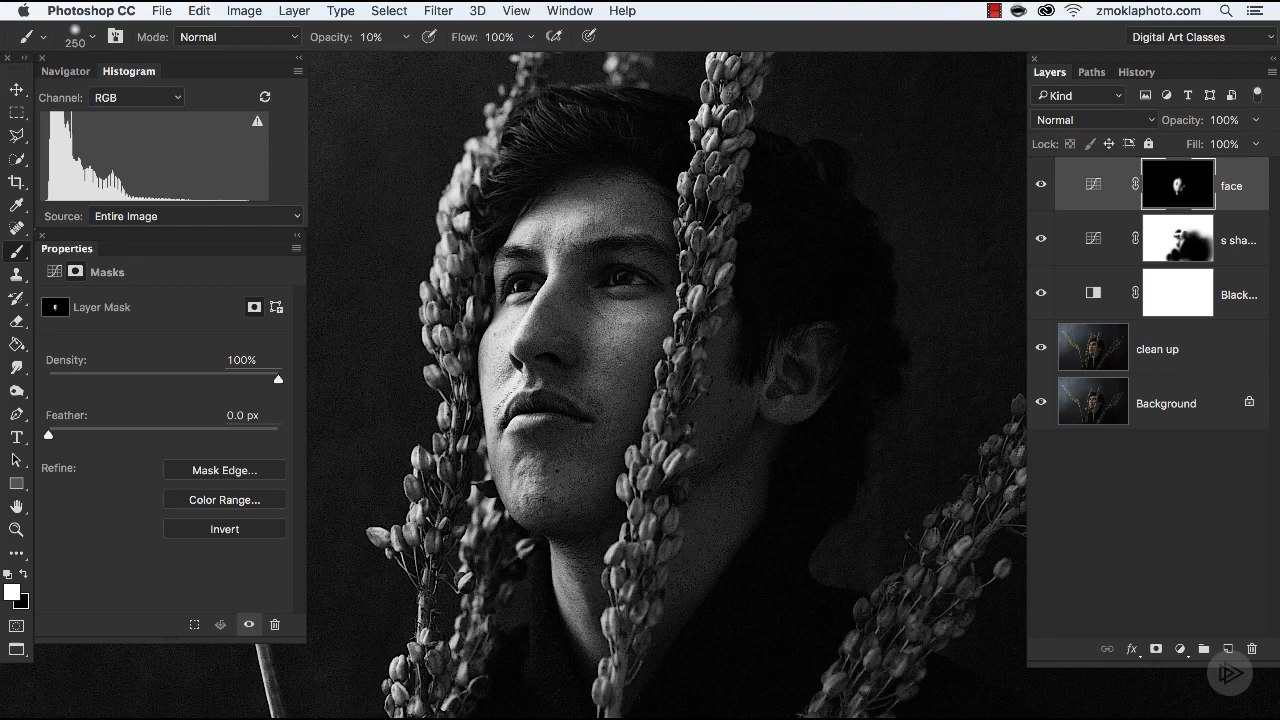 Photoshop CC File Edit Image Layer Type Select Filter 3D View Window Help zmoklaphoto.com
250 Mode: Normal Opacity: 10% Flow: 100% Digital Art Classes
Navigator Histogram
Channel: RGB
Source: Entire Image
Properties
Masks
Layer Mask
Density: 100%
Feather: 0.0 px
Refine: Mask Edge...
Color Range...
Invert
Layers Paths History
Kind
Normal Opacity: 100%
Lock: Fill: 100%
face
s sha...
Black...
clean up
Background
fx